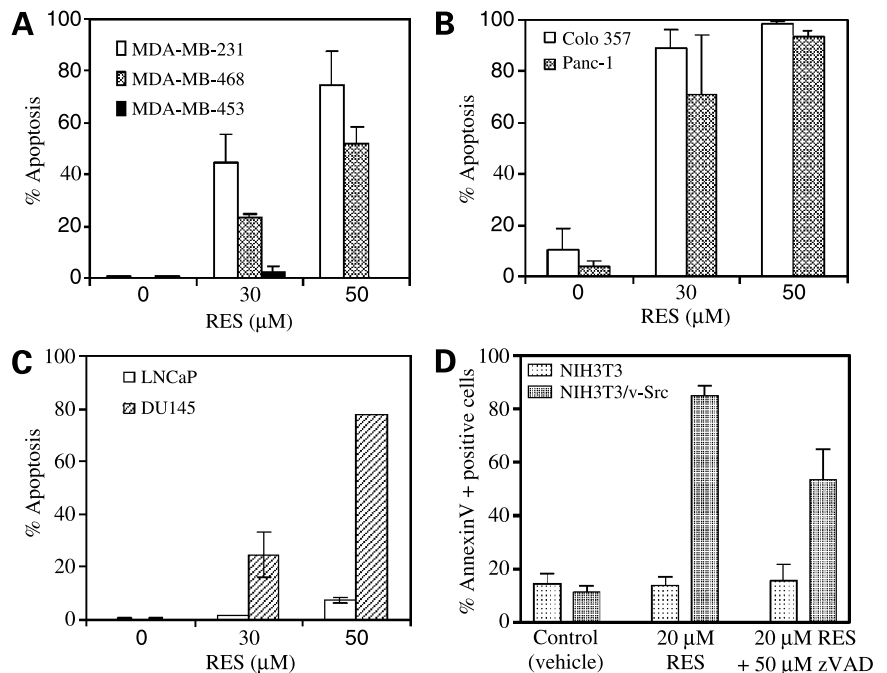 A
MDA-MB-231
MDA-MB-468
MDA-MB-453
% Apoptosis
100
80
60
40
20
0
0 30 50
RES (µM)
B
Colo 357
Panc-1
% Apoptosis
100
80
60
40
20
0
0 30 50
RES (µM)
C
LNCaP
DU145
% Apoptosis
100
80
60
40
20
0
0 30 50
RES (µM)
D
NIH3T3
NIH3T3/v-Src
% AnnexinV + positive cells
100
80
60
40
20
0
Control 20 µM 20 µM RES
(vehicle) RES + 50 µM zVAD